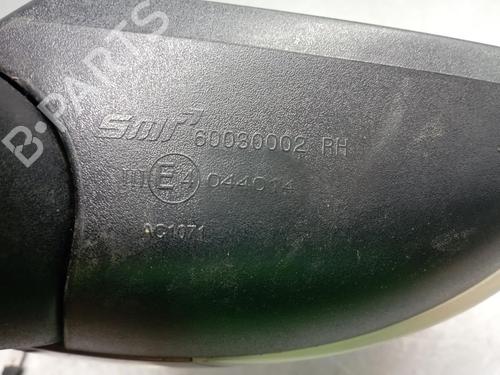 B-PARTS
smr 60030002 RH
III E4 044014
AC1071